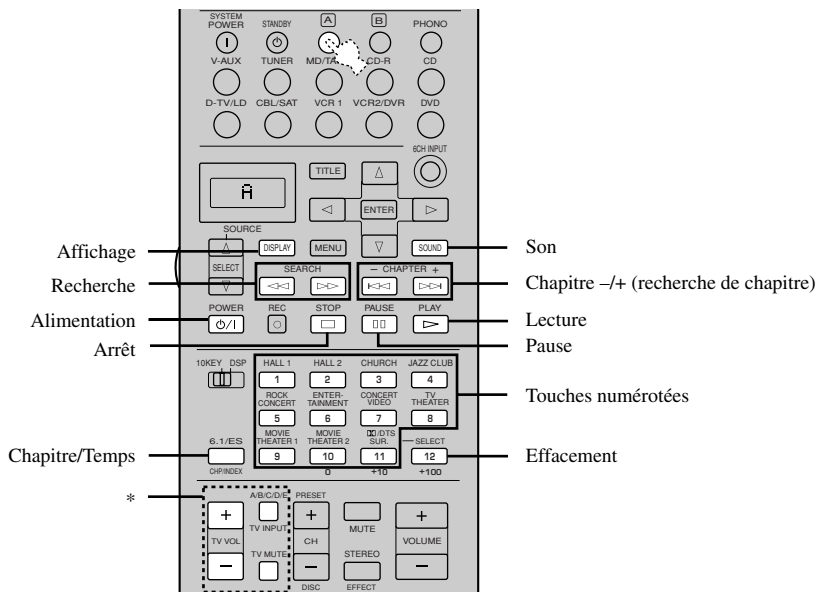 SYSTEM
POWER STANDBY A B PHONO
V-AUX TUNER MD/TA CD-R CD
D-TV/LD CBL/SAT VCR 1 VCR2/DVR DVD
6CH INPUT
TITLE
A
ENTER
SOURCE
Affichage DISPLAY MENU SOUND Son
SELECT SEARCH – CHAPTER +
Recherche Chapitre –/+ (recherche de chapitre)
POWER REC STOP PAUSE PLAY
Alimentation Lecture
Arrêt Pause
10KEY DSP HALL 1 HALL 2 CHURCH JAZZ CLUB
1 2 3 4
Touches numérotées
ROCK CONCERT ENTER-TAINMENT CONCERT VIDEO TV THEATER
5 6 7 8
6.1/ES MOVIE THEATER 1 MOVIE THEATER 2 /DTS SUR. SELECT
Chapitre/Temps 9 10 11 12 Effacement
CHP/INDEX 0 +10 +100
* A/B/C/D/E PRESET
+ + +
TV INPUT MUTE
TV VOL CH VOLUME
TV MUTE STEREO
– – –
DISC EFFECT